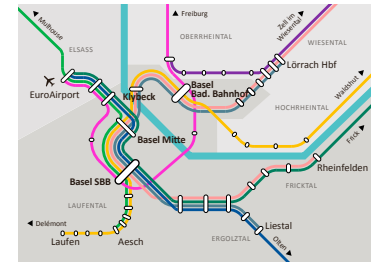 Mulhouse
Freiburg
Zell im
Wiesental
ELSASS
OBERRHEINTAL
WIESENTAL
Lörrach Hbf
EuroAirport
Klybeck
Basel
Bad. Bahnhof
Waldshut
HOCHRHEINTAL
Basel Mitte
Frick
Rheinfelden
Basel SBB
FRICKTAL
LAUFENTAL
Delémont
Laufen
Aesch
Liestal
ERGOLZTAL
Olten